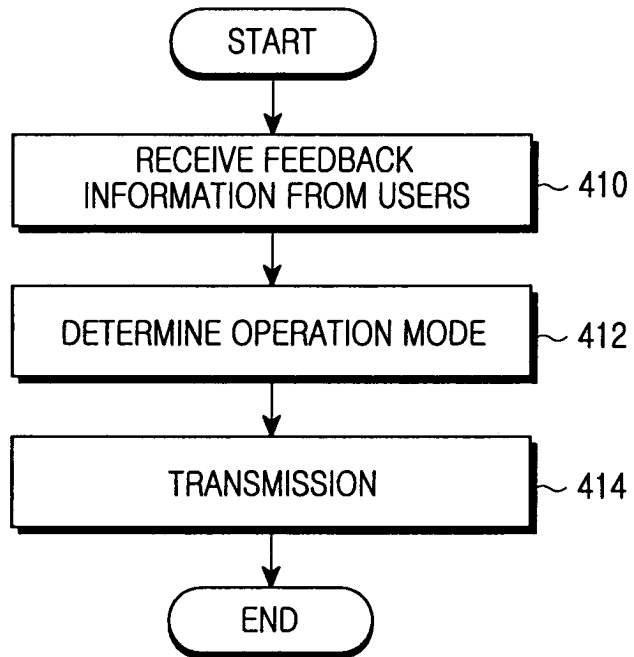 START
RECEIVE FEEDBACK
INFORMATION FROM USERS
410
DETERMINE OPERATION MODE
412
TRANSMISSION
414
END